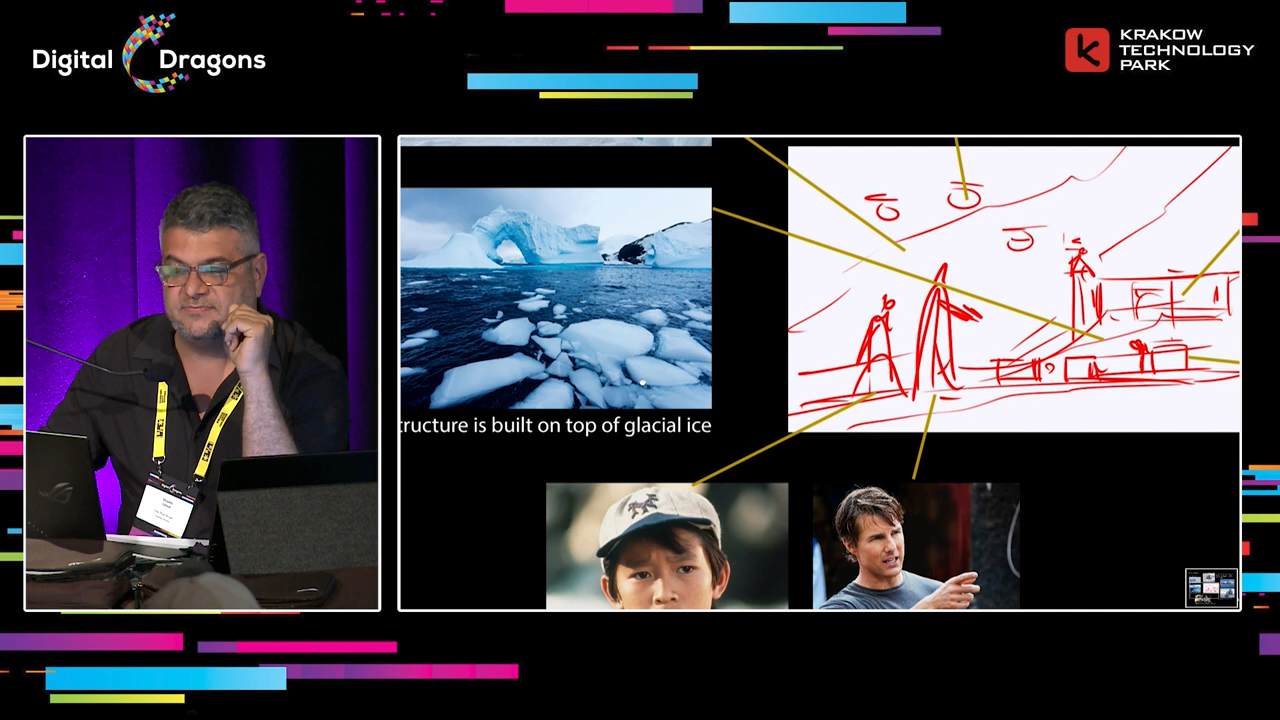 Digital Dragons
KRAKOW
TECHNOLOGY
PARK
tructure is built on top of glacial ice